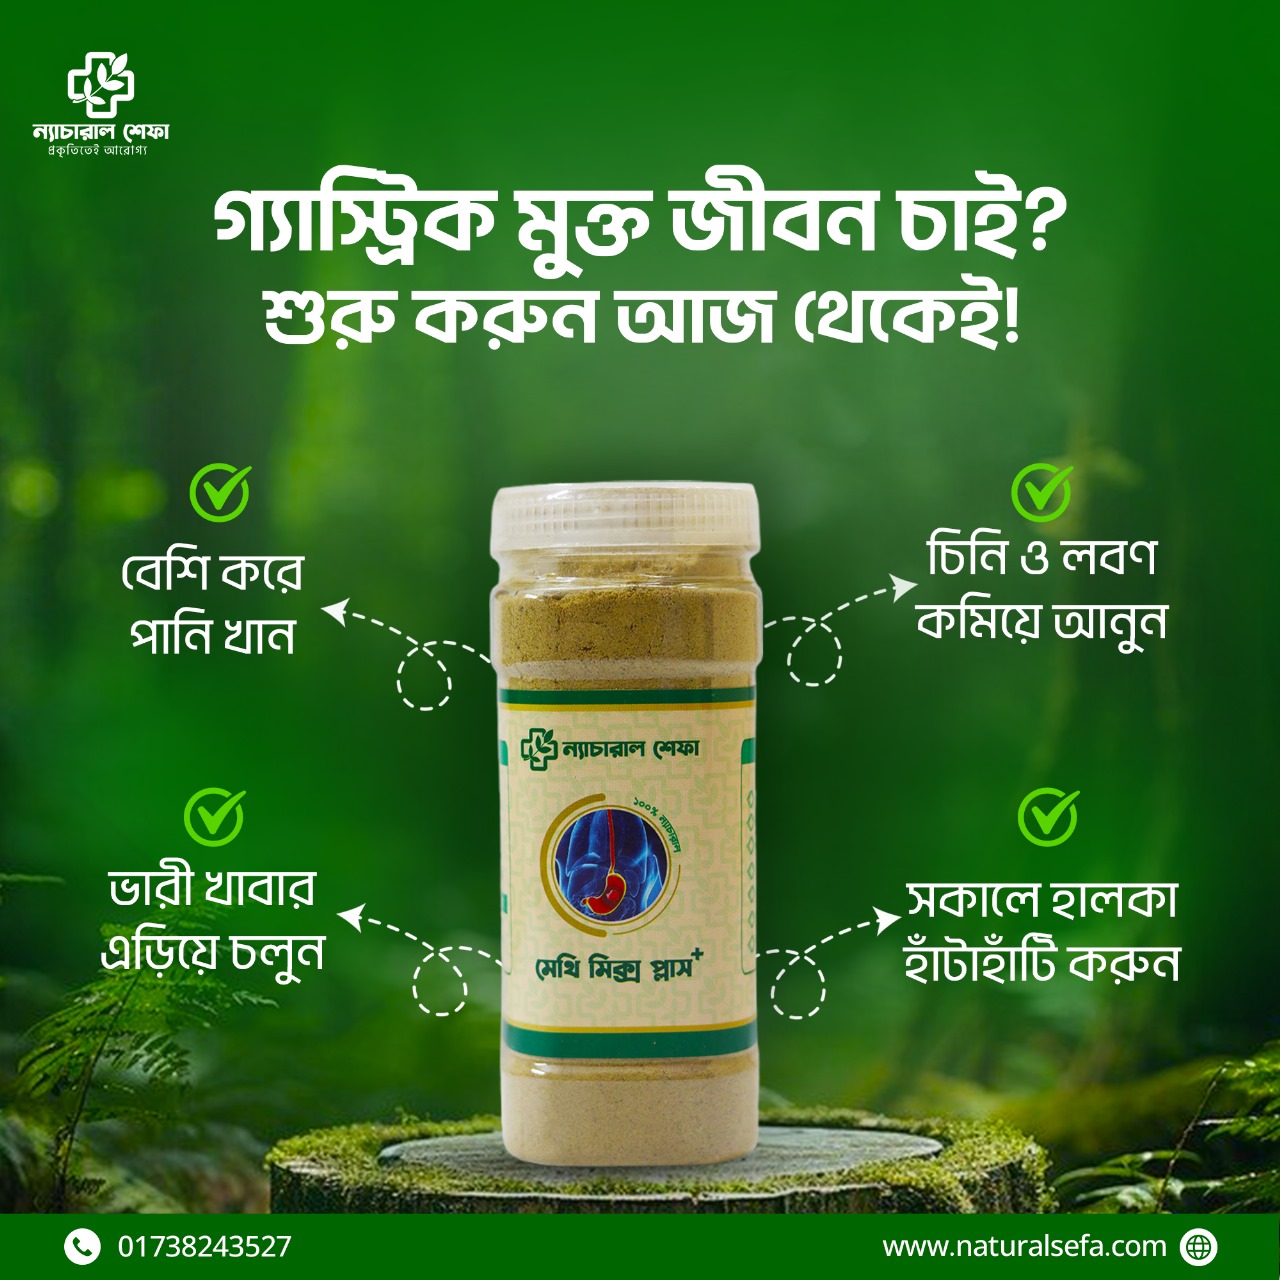 ন্যাচারাল শেফা
প্রকৃতিতেই আরোগ্য
গ্যাস্ট্রিক মুক্ত জীবন চাই?
শুরু করুন আজ থেকেই!
বেশি করে
পানি খান
চিনি ও লবণ
কমিয়ে আনুন
ভারী খাবার
এড়িয়ে চলুন
সকালে হালকা
হাঁটাহাঁটি করুন
ন্যাচারাল শেফা
১০০% ন্যাচারাল
মেথি মিক্স প্লাস+
01738243527
www.naturalsefa.com